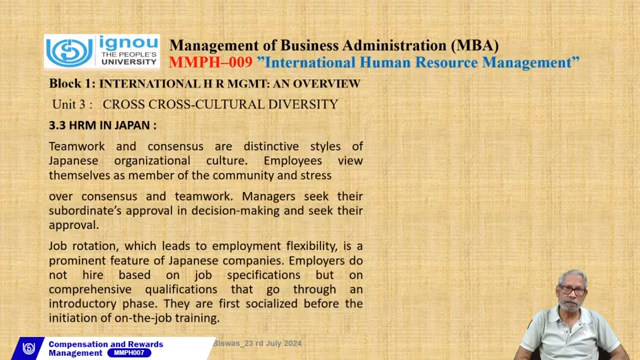 ignou
THE PEOPLE'S
UNIVERSITY
Management of Business Administration (MBA)
MMPH–009 ”International Human Resource Management”
Block 1: INTERNATIONAL H R MGMT: AN OVERVIEW
Unit 3 : CROSS CROSS-CULTURAL DIVERSITY
3.3 HRM IN JAPAN :
Teamwork and consensus are distinctive styles of
Japanese organizational culture. Employees view
themselves as member of the community and stress
over consensus and teamwork. Managers seek their
subordinate’s approval in decision-making and seek their
approval.
Job rotation, which leads to employment flexibility, is a
prominent feature of Japanese companies. Employers do
not hire based on job specifications but on
comprehensive qualifications that go through an
introductory phase. They are first socialized before the
initiation of on-the-job training.
Compensation and Rewards
Management MMPH007
Biswas_23 rd July 2024